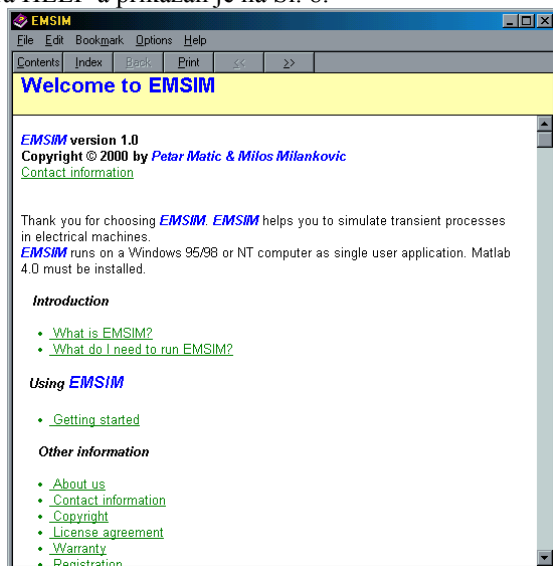 a HELP-a prikazan je na Sl. 6.
EMSIM
File Edit Bookmark Options Help
Contents Index Back Print << >>
Welcome to EMSIM
EMSIM version 1.0
Copyright © 2000 by Petar Matic & Milos Milankovic
Contact information
Thank you for choosing EMSIM. EMSIM helps you to simulate transient processes
in electrical machines.
EMSIM runs on a Windows 95/98 or NT computer as single user application. Matlab
4.0 must be installed.
Introduction
• What is EMSIM?
• What do I need to run EMSIM?
Using EMSIM
• Getting started
Other information
• About us
• Contact information
• Copyright
• License agreement
• Warranty
• Registration